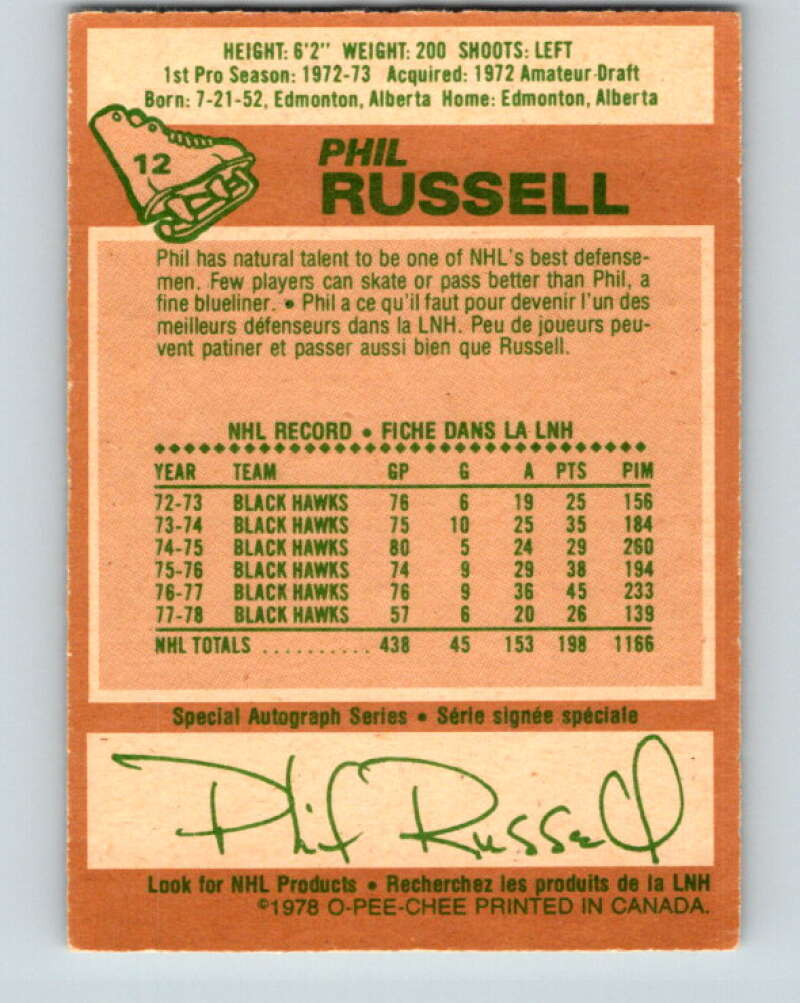 HEIGHT: 6'2" WEIGHT: 200 SHOOTS: LEFT
1st Pro Season: 1972-73 Acquired: 1972 Amateur Draft
Born: 7-21-52, Edmonton, Alberta Home: Edmonton, Alberta
12
PHIL
RUSSELL
Phil has natural talent to be one of NHL's best defense-
men. Few players can skate or pass better than Phil, a
fine blueliner. • Phil a ce qu'il faut pour devenir l'un des
meilleurs défenseurs dans la LNH. Peu de joueurs peu-
vent patiner et passer aussi bien que Russell.
NHL RECORD • FICHE DANS LA LNH
YEAR TEAM GP G A PTS PIM
72-73 BLACK HAWKS 76 6 19 25 156
73-74 BLACK HAWKS 75 10 25 35 184
74-75 BLACK HAWKS 80 5 24 29 260
75-76 BLACK HAWKS 74 9 29 38 194
76-77 BLACK HAWKS 76 9 36 45 233
77-78 BLACK HAWKS 57 6 20 26 139
NHL TOTALS .......... 438 45 153 198 1166
Special Autograph Series • Série signée spéciale
Phil Russell
Look for NHL Products • Recherchez les produits de la LNH
©1978 O-PEE-CHEE PRINTED IN CANADA.